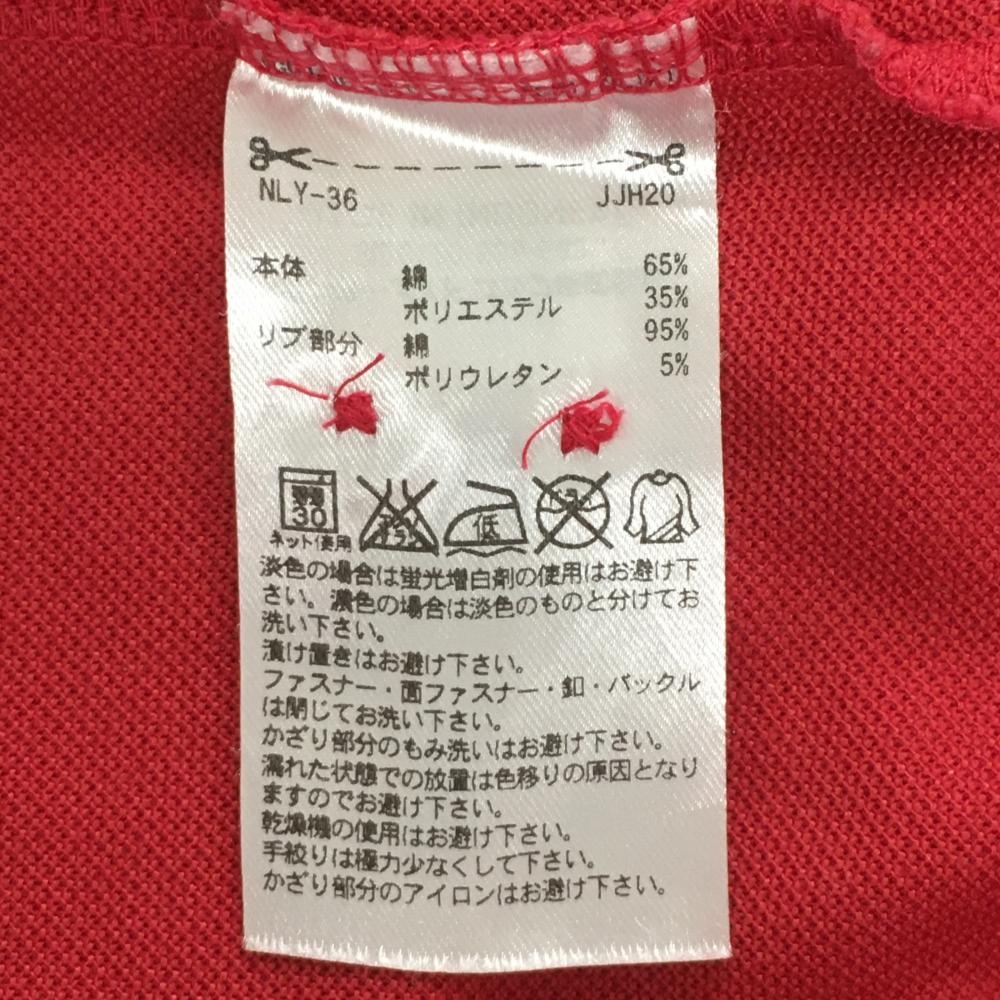 NLY-36 JJH20
本体 綿 65%
ポリエステル 35%
リブ部分 綿 95%
ポリウレタン 5%
30
ネット使用
エンソ
サラシ
低
ドライ
淡色の場合は蛍光増白剤の使用はお避け下
さい。濃色の場合は淡色のものと分けてお
洗い下さい。
漬け置きはお避け下さい。
ファスナー・面ファスナー・釦・バックル
は閉じてお洗い下さい。
かざり部分のもみ洗いはお避け下さい。
濡れた状態での放置は色移りの原因となり
ますのでお避け下さい。
乾燥機の使用はお避け下さい。
手絞りは極力少なくして下さい。
かざり部分のアイロンはお避け下さい。